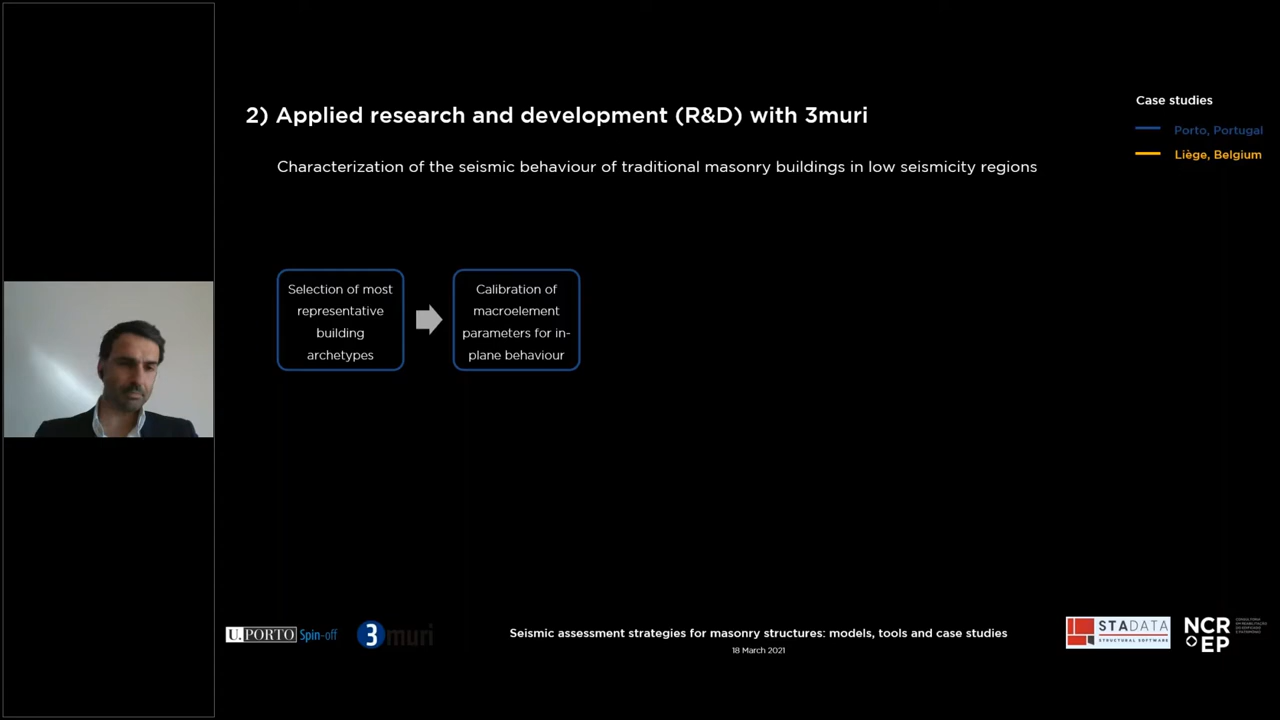 2) Applied research and development (R&D) with 3muri
Characterization of the seismic behaviour of traditional masonry buildings in low seismicity regions
Case studies
Porto, Portugal
Liège, Belgium
Selection of most
representative
building
archetypes
Calibration of
macroelement
parameters for in-
plane behaviour
U.PORTO Spin-off
3muri
Seismic assessment strategies for masonry structures: models, tools and case studies
18 March 2021
STADATA
STRUCTURAL SOFTWARE
NCR
EP